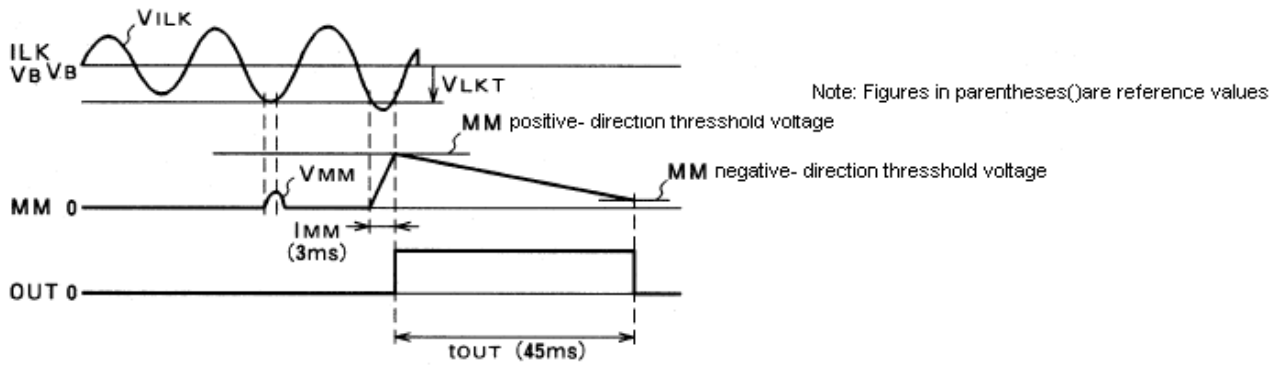 VILK
ILK
VB VB
VLKT
Note: Figures in parentheses()are reference values
MM positive- direction thresshold voltage
VMM
MM negative- direction thresshold voltage
MM 0
IMM
(3ms)
OUT 0
tOUT (45ms)